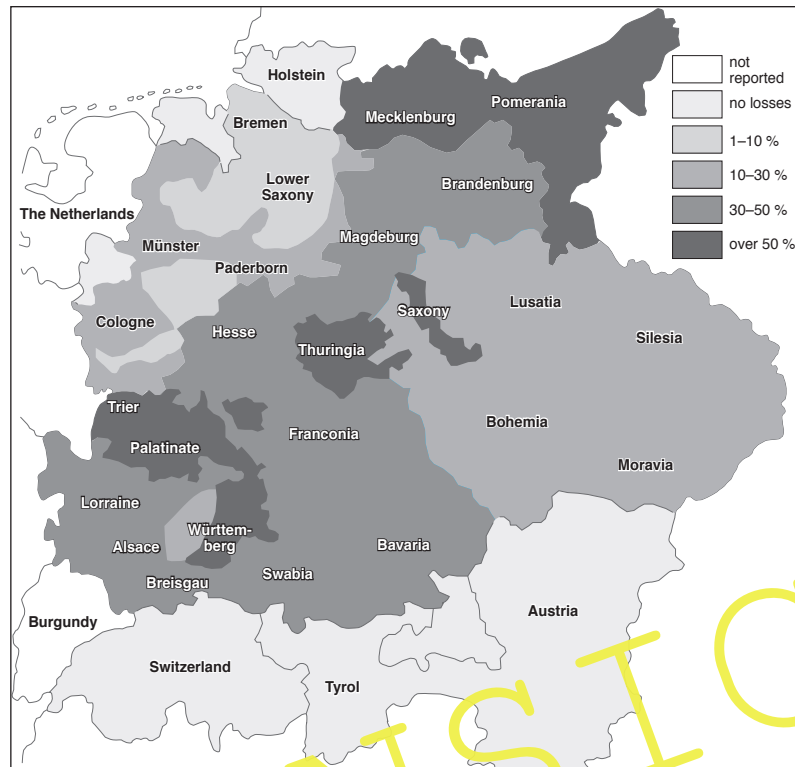 Holstein
Bremen
Mecklenburg
Pomerania
not
reported
no losses
1–10 %
10–30 %
30–50 %
over 50 %
Lower
Saxony
Brandenburg
The Netherlands
Münster
Magdeburg
Paderborn
Cologne
Hesse
Saxony
Lusatia
Thuringia
Silesia
Trier
Palatinate
Franconia
Bohemia
Moravia
Lorraine
Alsace
Württem-
berg
Bavaria
Breisgau
Swabia
Burgundy
Austria
Switzerland
Tyrol